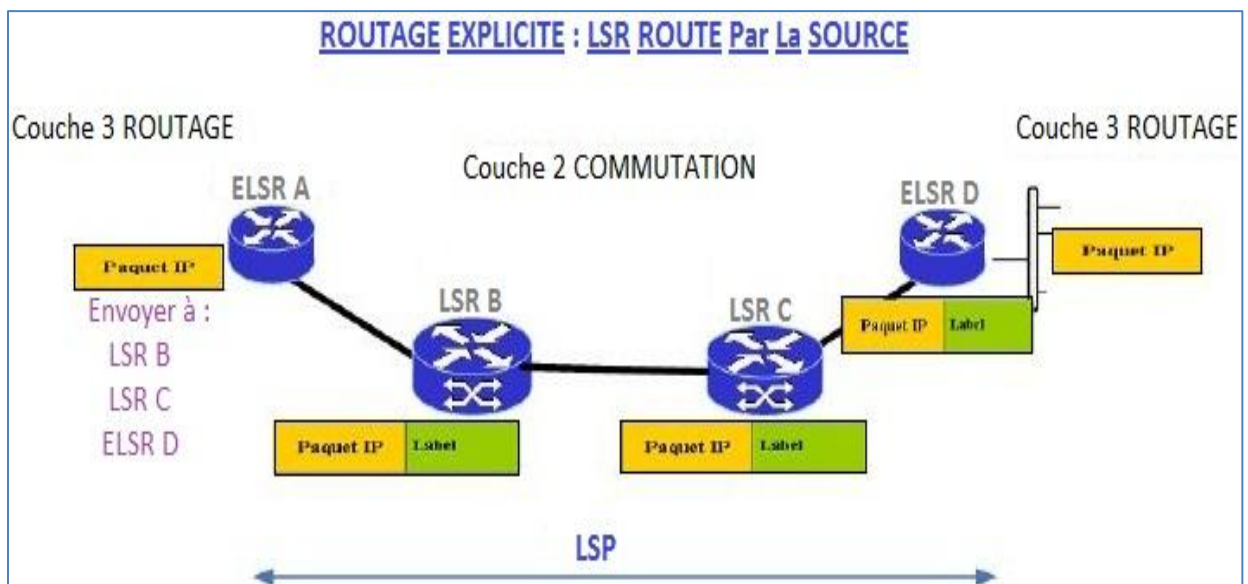 ROUTAGE EXPLICITE : LSR ROUTE Par La SOURCE
Couche 3 ROUTAGE
Couche 3 ROUTAGE
Couche 2 COMMUTATION
ELSR A
ELSR D
Paquet IP
Paquet IP
Envoyer à :
LSR B
LSR C
ELSR D
LSR B
LSR C
Paquet IP Label
Paquet IP Label
Paquet IP Label
LSP